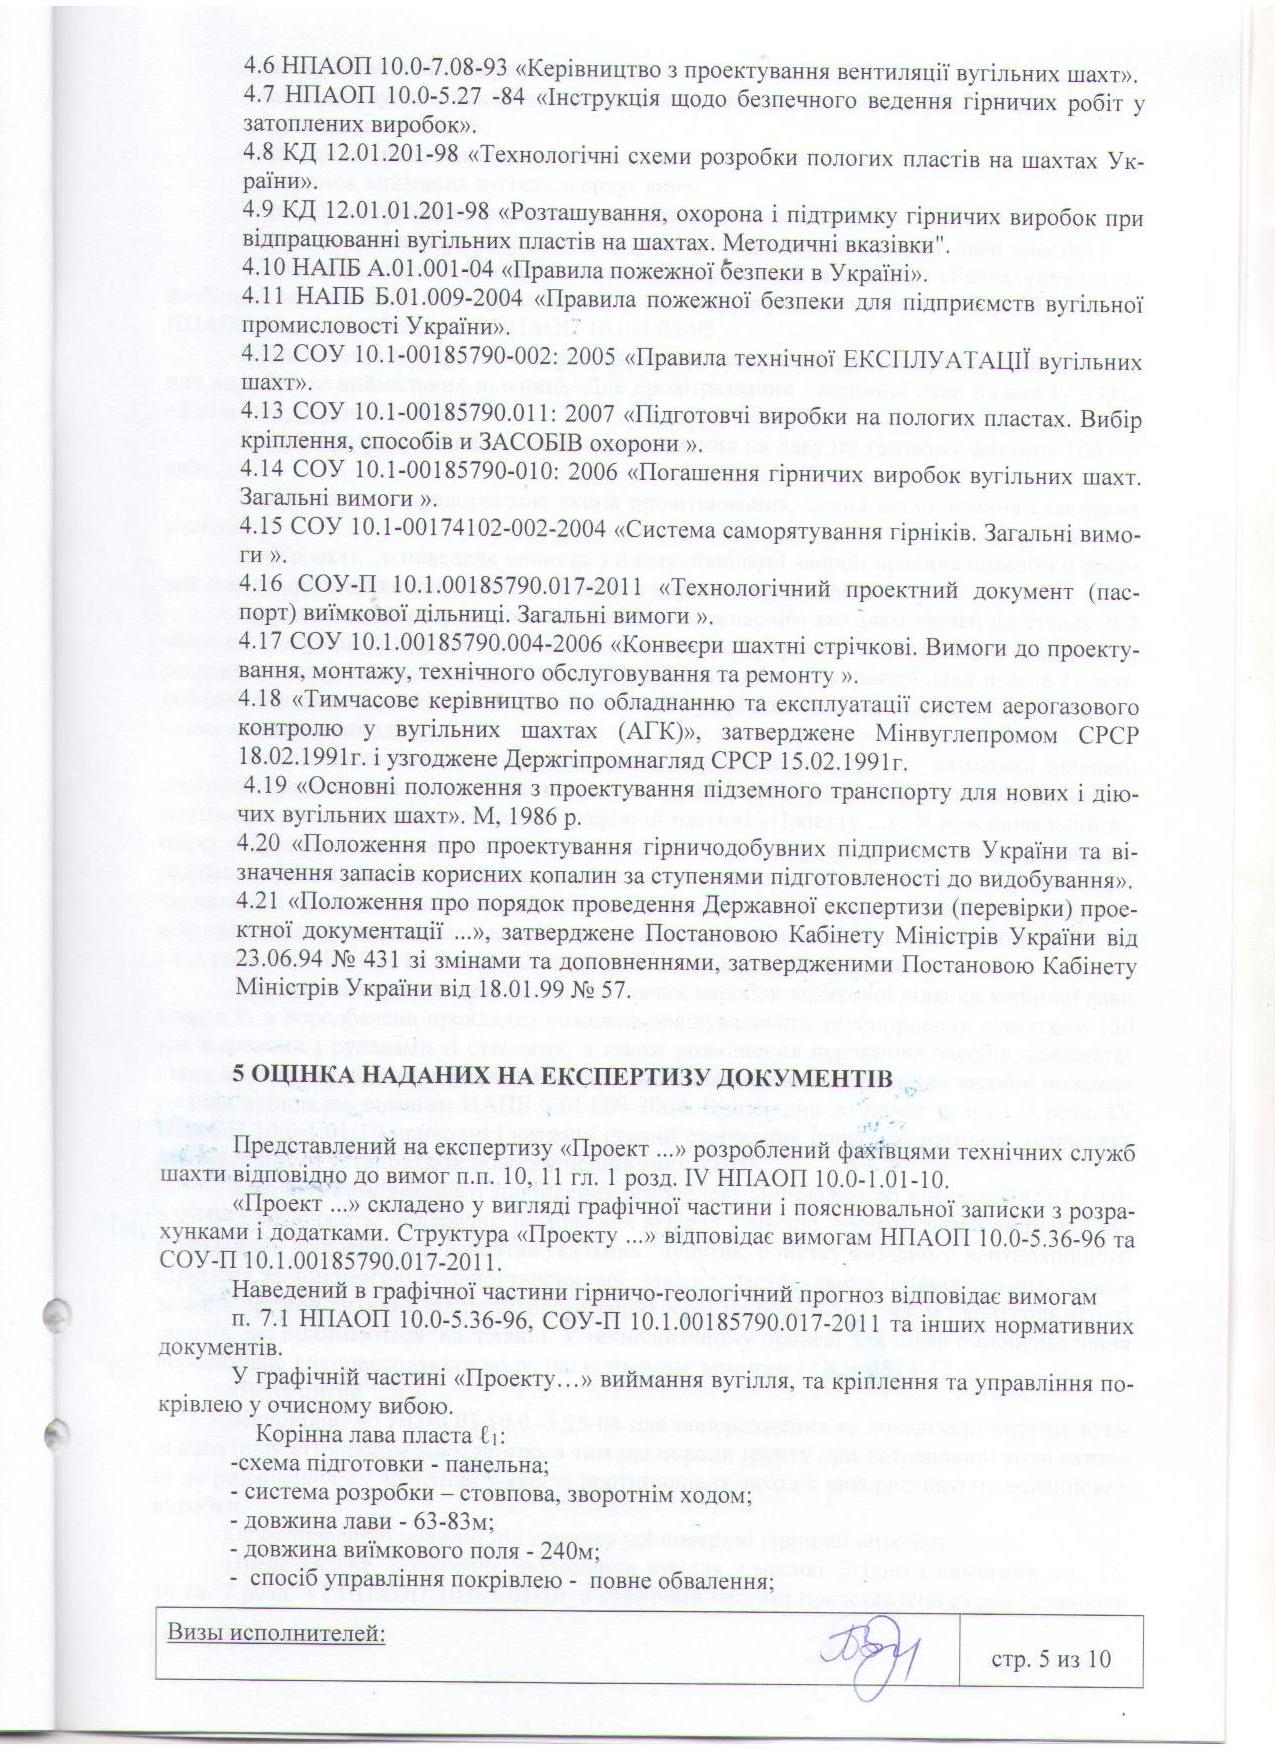 4.6 НПАОП 10.0-7.08-93 «Керівництво з проектування вентиляції вугільних шахт».
4.7 НПАОП 10.0-5.27 -84 «Інструкція щодо безпечного ведення гірничих робіт у
затоплених виробок».
4.8 КД 12.01.201-98 «Технологічні схеми розробки пологих пластів на шахтах Ук-
раїни».
4.9 КД 12.01.01.201-98 «Розташування, охорона і підтримку гірничих виробок при
відпрацюванні вугільних пластів на шахтах. Методичні вказівки".
4.10 НАПБ А.01.001-04 «Правила пожежної безпеки в Україні».
4.11 НАПБ Б.01.009-2004 «Правила пожежної безпеки для підприємств вугільної
промисловості України».
4.12 СОУ 10.1-00185790-002: 2005 «Правила технічної ЕКСПЛУАТАЦІЇ вугільних
шахт».
4.13 СОУ 10.1-00185790.011: 2007 «Підготовчі виробки на пологих пластах. Вибір
кріплення, способів и ЗАСОБІВ охорони ».
4.14 СОУ 10.1-00185790-010: 2006 «Погашення гірничих виробок вугільних шахт.
Загальні вимоги ».
4.15 СОУ 10.1-00174102-002-2004 «Система саморятування гірніків. Загальні вимо-
ги ».
4.16 СОУ-П 10.1.00185790.017-2011 «Технологічний проектний документ (пас-
порт) виїмкової дільниці. Загальні вимоги ».
4.17 СОУ 10.1.00185790.004-2006 «Конвеєри шахтні стрічкові. Вимоги до проекту-
вання, монтажу, технічного обслуговування та ремонту ».
4.18 «Тимчасове керівництво по обладнанню та експлуатації систем аерогазового
контролю у вугільних шахтах (АГК)», затверджене Мінвуглепромом СРСР
18.02.1991г. і узгоджене Держгіпромнагляд СРСР 15.02.1991г.
4.19 «Основні положення з проектування підземного транспорту для нових і дію-
чих вугільних шахт». М, 1986 р.
4.20 «Положення про проектування гірничодобувних підприємств України та ві-
значення запасів корисних копалин за ступенями підготовленості до видобування».
4.21 «Положення про порядок проведення Державної експертизи (перевірки) прое-
ктної документації ...», затверджене Постановою Кабінету Міністрів України від
23.06.94 № 431 зі змінами та доповненнями, затвердженими Постановою Кабінету
Міністрів України від 18.01.99 № 57.
5 ОЦІНКА НАДАНИХ НА ЕКСПЕРТИЗУ ДОКУМЕНТІВ
Представлений на експертизу «Проект ...» розроблений фахівцями технічних служб
шахти відповідно до вимог п.п. 10, 11 гл. 1 розд. IV НПАОП 10.0-1.01-10.
«Проект ...» складено у вигляді графічної частини і пояснювальної записки з розра-
хунками і додатками. Структура «Проекту ...» відповідає вимогам НПАОП 10.0-5.36-96 та
СОУ-П 10.1.00185790.017-2011.
Наведений в графічної частини гірничо-геологічний прогноз відповідає вимогам
п. 7.1 НПАОП 10.0-5.36-96, СОУ-П 10.1.00185790.017-2011 та інших нормативних
документів.
У графічній частині «Проекту…» виймання вугілля, та кріплення та управління по-
крівлею у очисному вибою.
Корінна лава пласта ℓ₁:
-схема підготовки - панельна;
- система розробки – стовпова, зворотнім ходом;
- довжина лави - 63-83м;
- довжина виїмкового поля - 240м;
- спосіб управління покрівлею - повне обвалення;
Визы исполнителей:
стр. 5 из 10